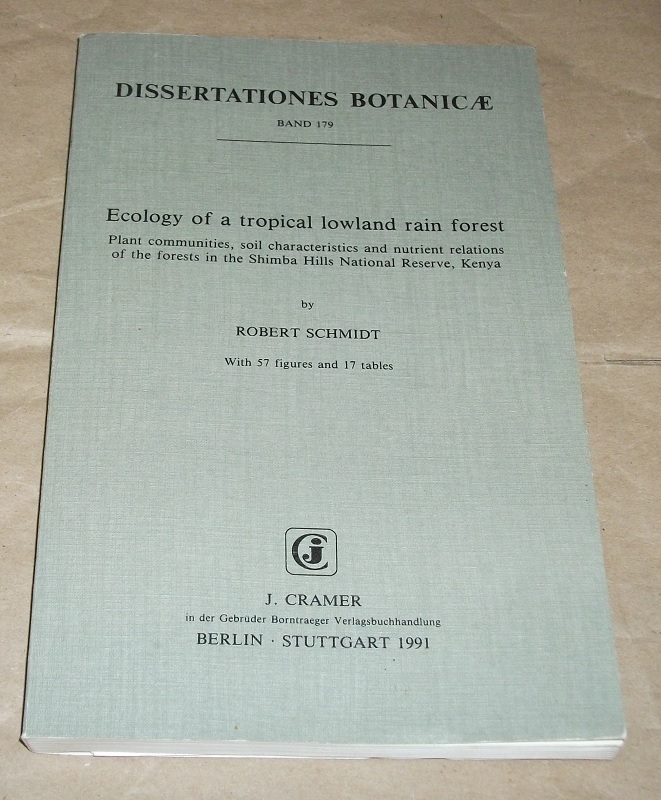 DISSERTATIONES BOTANICÆ
BAND 179
Ecology of a tropical lowland rain forest
Plant communities, soil characteristics and nutrient relations
of the forests in the Shimba Hills National Reserve, Kenya
by
ROBERT SCHMIDT
With 57 figures and 17 tables
CJ
J. CRAMER
in der Gebrüder Borntraeger Verlagsbuchhandlung
BERLIN · STUTTGART 1991